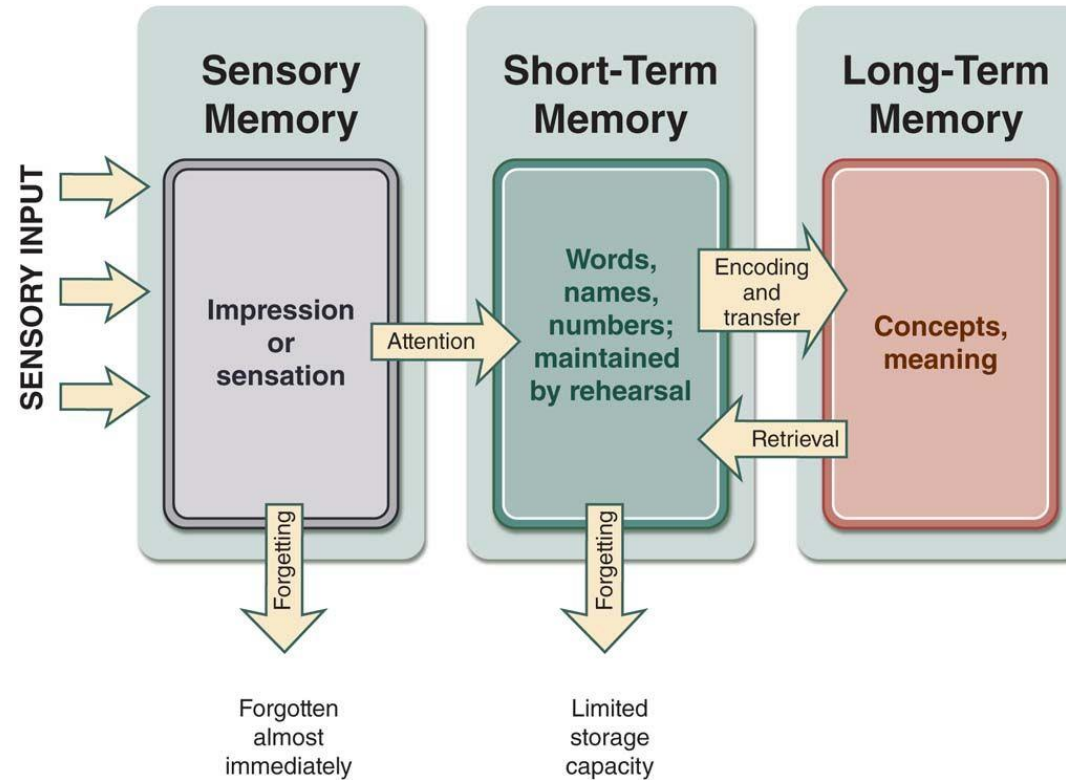 Sensory
Memory
Short-Term
Memory
Long-Term
Memory
SENSORY INPUT
Impression
or
sensation
Attention
Words,
names,
numbers;
maintained
by rehearsal
Encoding
and
transfer
Retrieval
Concepts,
meaning
Forgetting
Forgetting
Forgotten
almost
immediately
Limited
storage
capacity